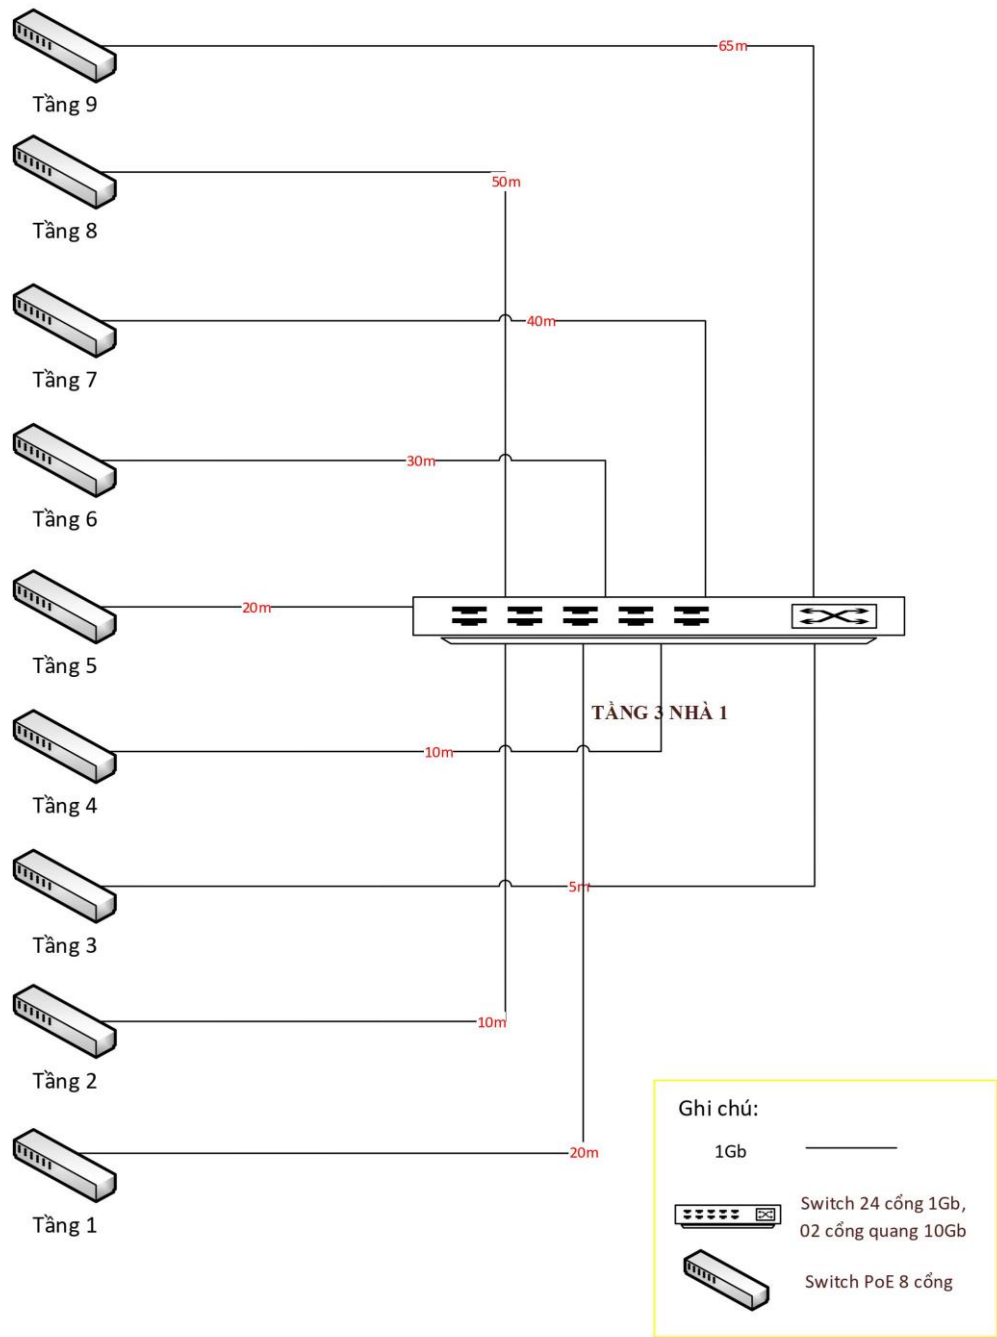 65m
Tầng 9
50m
Tầng 8
40m
Tầng 7
30m
Tầng 6
20m
Tầng 5
TẦNG 3 NHÀ 1
10m
Tầng 4
5m
Tầng 3
10m
Tầng 2
20m
Tầng 1
Ghi chú:
1Gb
Switch 24 cổng 1Gb,
02 cổng quang 10Gb
Switch PoE 8 cổng